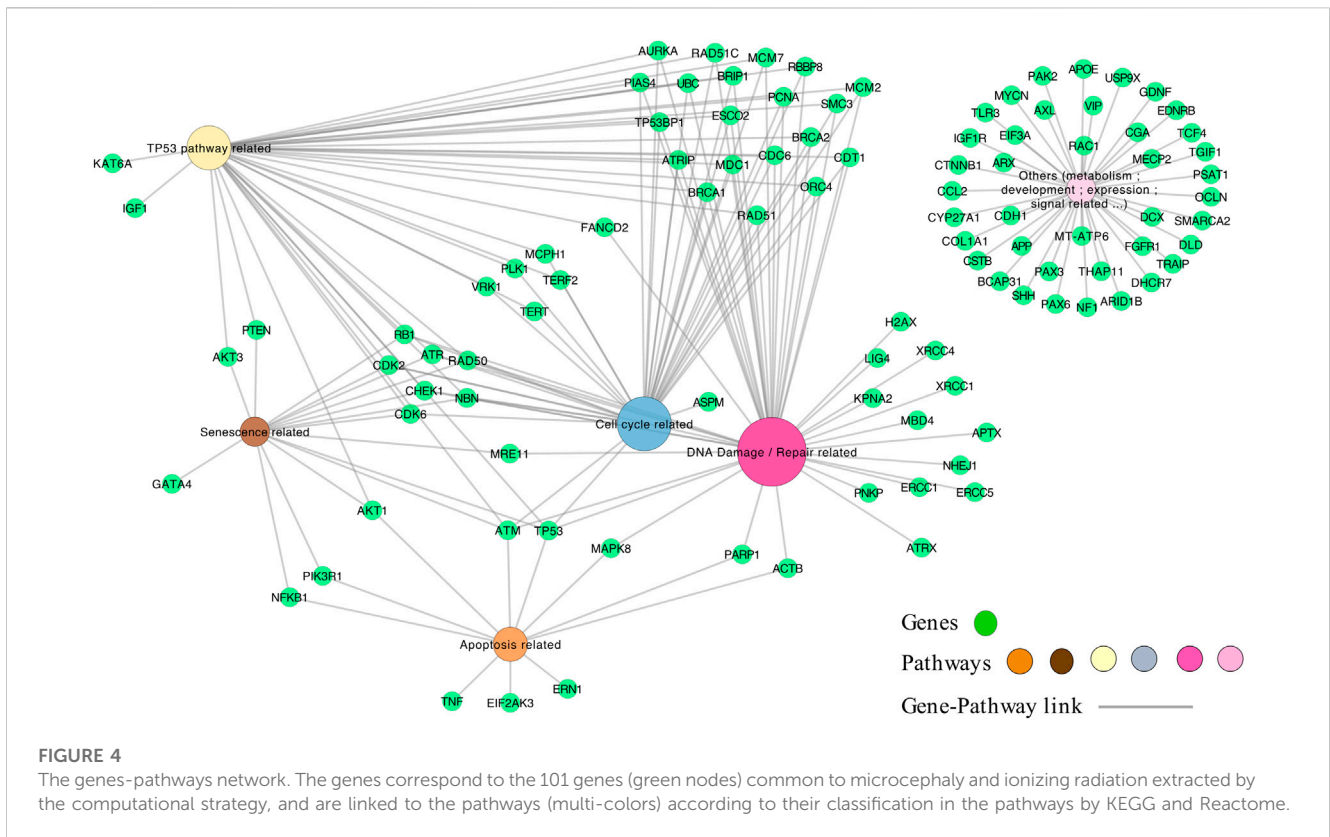 AURKA
RAD51C
MCM7
RBBP8
PIAS4
UBC
BRIP1
PCNA
MCM2
SMC3
TP53BP1
ESCO2
BRCA2
ATRIP
MDC1
CDC6
CDT1
BRCA1
ORC4
RAD51
TP53 pathway related
KAT6A
IGF1
FANCD2
MCPH1
PLK1
TERF2
VRK1
TERT
PAK2
APOE
USP9X
MYCN
GDNF
TLR3
AXL
VIP
EDNRB
IGF1R
EIF3A
CGA
TCF4
RAC1
CTNNB1
ARX
MECP2
TGIF1
Others (metabolism ;
development ; expression ;
signal related ...)
PSAT1
CCL2
OCLN
CYP27A1
CDH1
DCX
SMARCA2
COL1A1
APP
MT-ATP6
FGFR1
DLD
CSTB
TRAIP
BCAP31
PAX3
THAP11
DHCR7
SHH
PAX6
NF1
ARID1B
PTEN
AKT3
RB1
ATR
RAD50
CDK2
CHEK1
NBN
CDK6
Senescence related
GATA4
MRE11
AKT1
ASPM
Cell cycle related
DNA Damage / Repair related
H2AX
LIG4
XRCC4
KPNA2
XRCC1
MBD4
APTX
NHEJ1
PNKP
ERCC1
ERCC5
ATRX
ATM
TP53
MAPK8
PARP1
ACTB
PIK3R1
NFKB1
Apoptosis related
TNF
EIF2AK3
ERN1
Genes
Pathways
Gene-Pathway link
FIGURE 4
The genes-pathways network. The genes correspond to the 101 genes (green nodes) common to microcephaly and ionizing radiation extracted by
the computational strategy, and are linked to the pathways (multi-colors) according to their classification in the pathways by KEGG and Reactome.